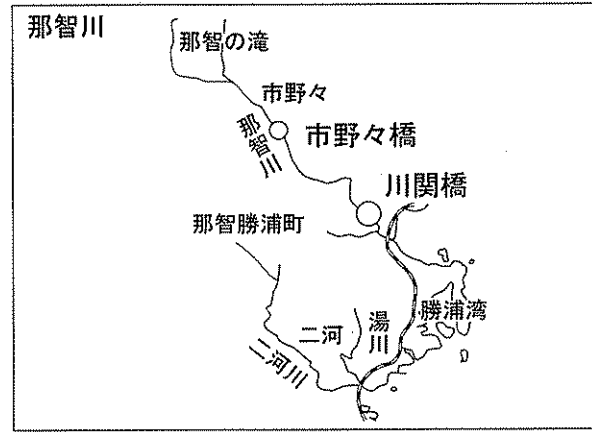 那智川
那智の滝
市野々
那智川
市野々橋
川関橋
那智勝浦町
勝浦湾
湯川
二河
二河川